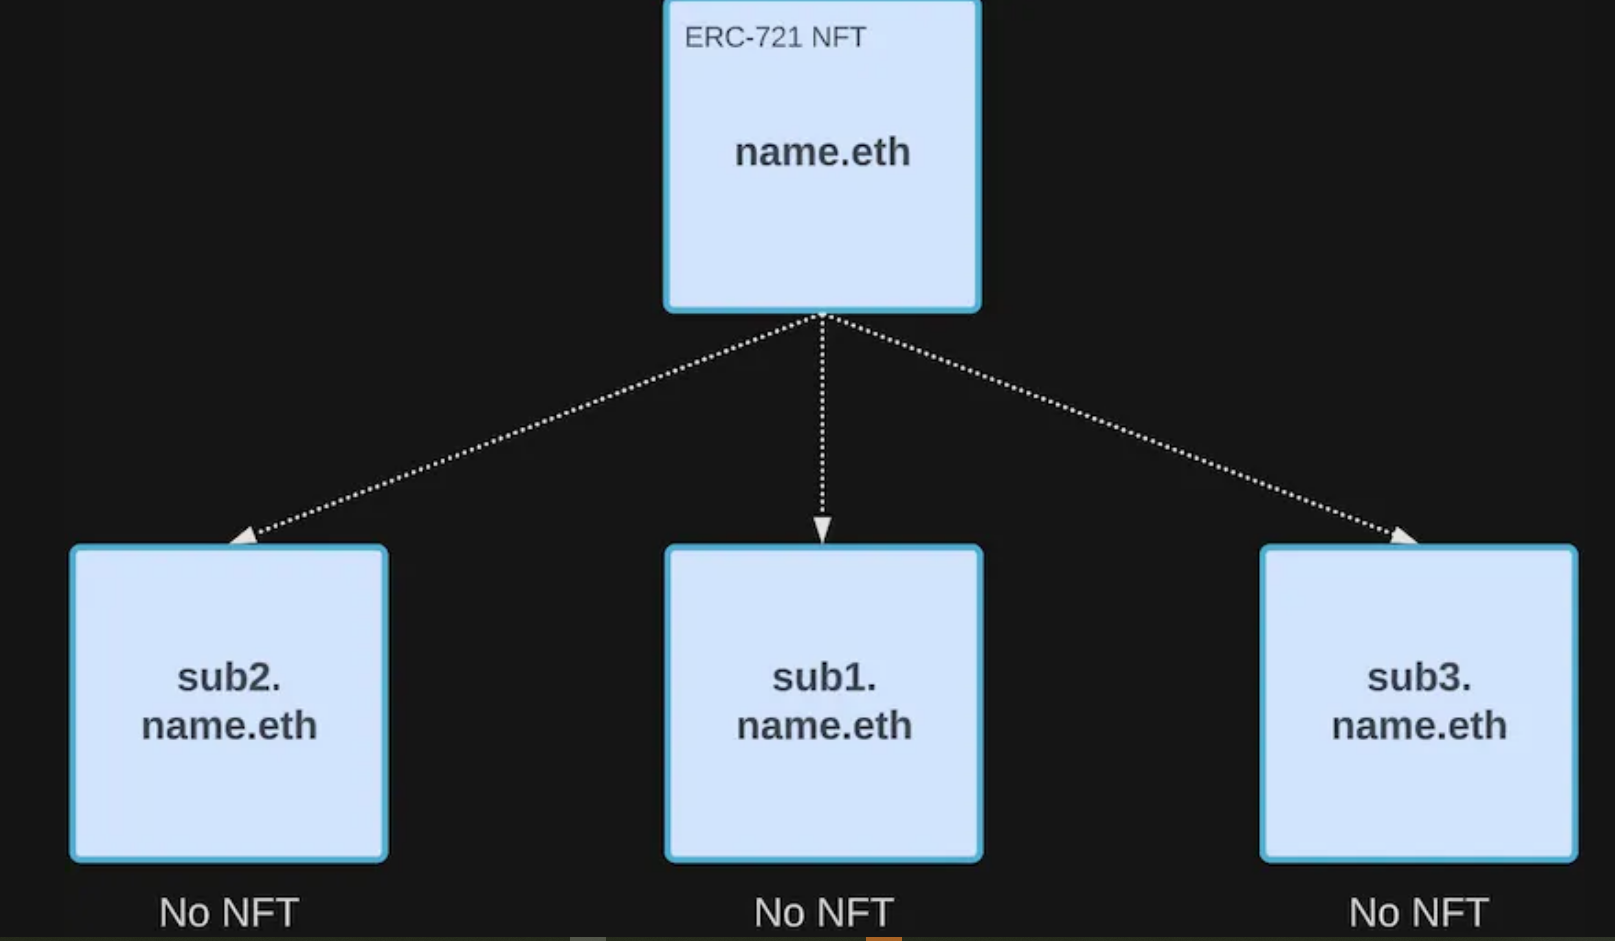 ERC-721 NFT
name.eth
sub2.
name.eth
sub1.
name.eth
sub3.
name.eth
No NFT
No NFT
No NFT